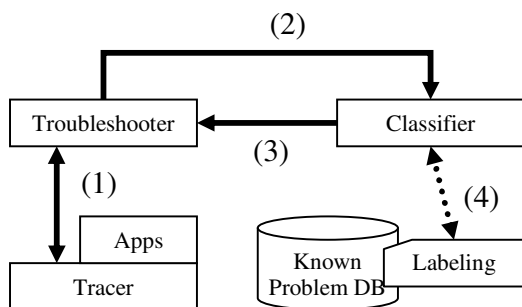 (2)
Troubleshooter
Classifier
(3)
(1)
(4)
Apps
Tracer
Known
Problem DB
Labeling